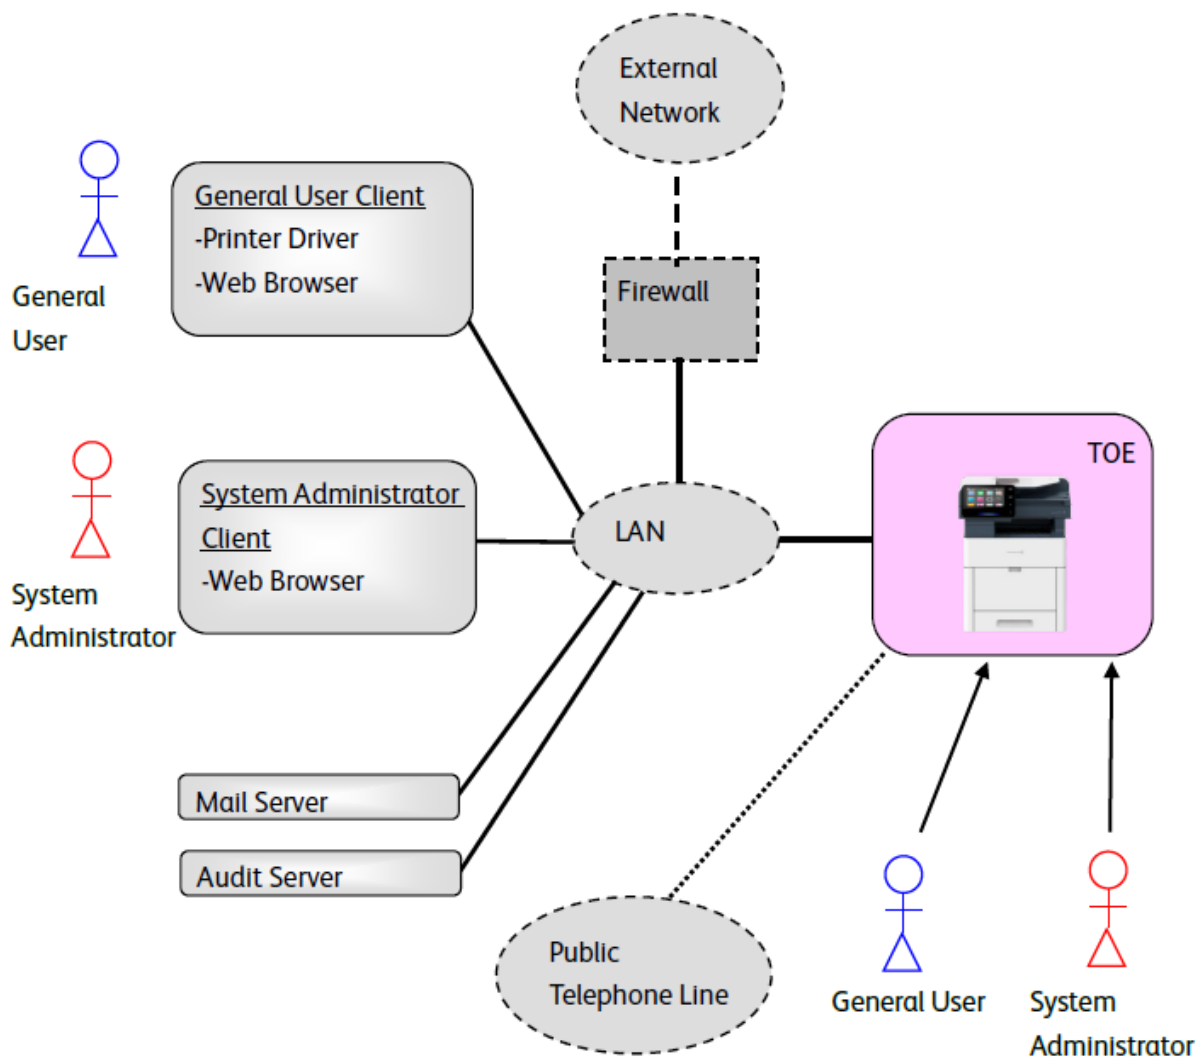 External
Network
General User Client
-Printer Driver
-Web Browser
General
User
Firewall
TOE
System Administrator
Client
-Web Browser
LAN
System
Administrator
Mail Server
Audit Server
Public
Telephone Line
General User
System
Administrator